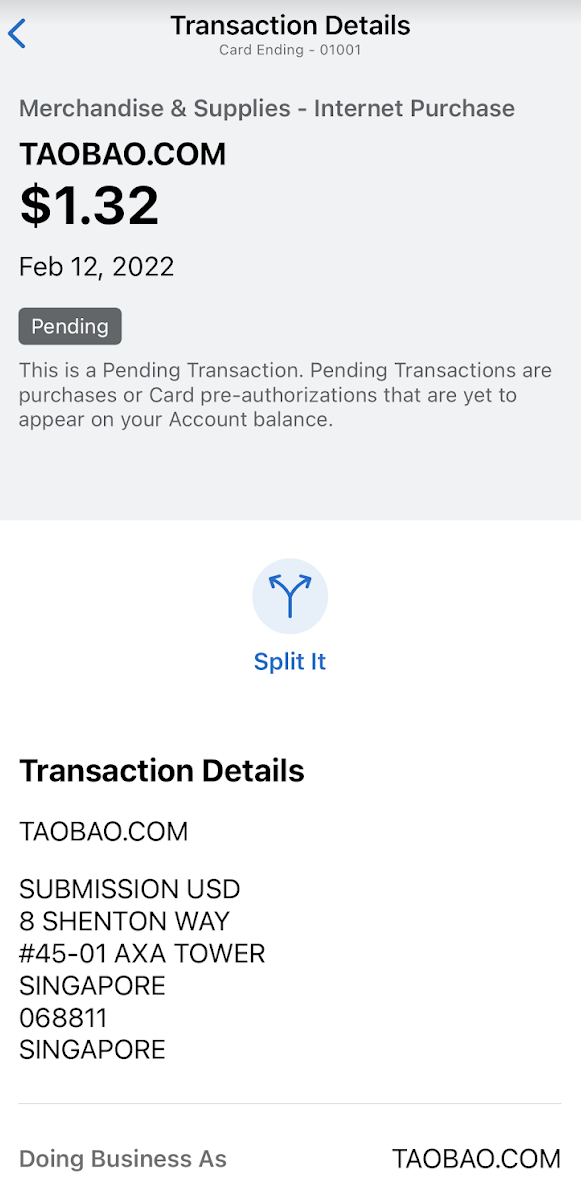 Transaction Details
Card Ending - 01001
Merchandise & Supplies - Internet Purchase
TAOBAO.COM
$1.32
Feb 12, 2022
Pending
This is a Pending Transaction. Pending Transactions are
purchases or Card pre-authorizations that are yet to
appear on your Account balance.
Split It
Transaction Details
TAOBAO.COM
SUBMISSION USD
8 SHENTON WAY
#45-01 AXA TOWER
SINGAPORE
068811
SINGAPORE
Doing Business As TAOBAO.COM